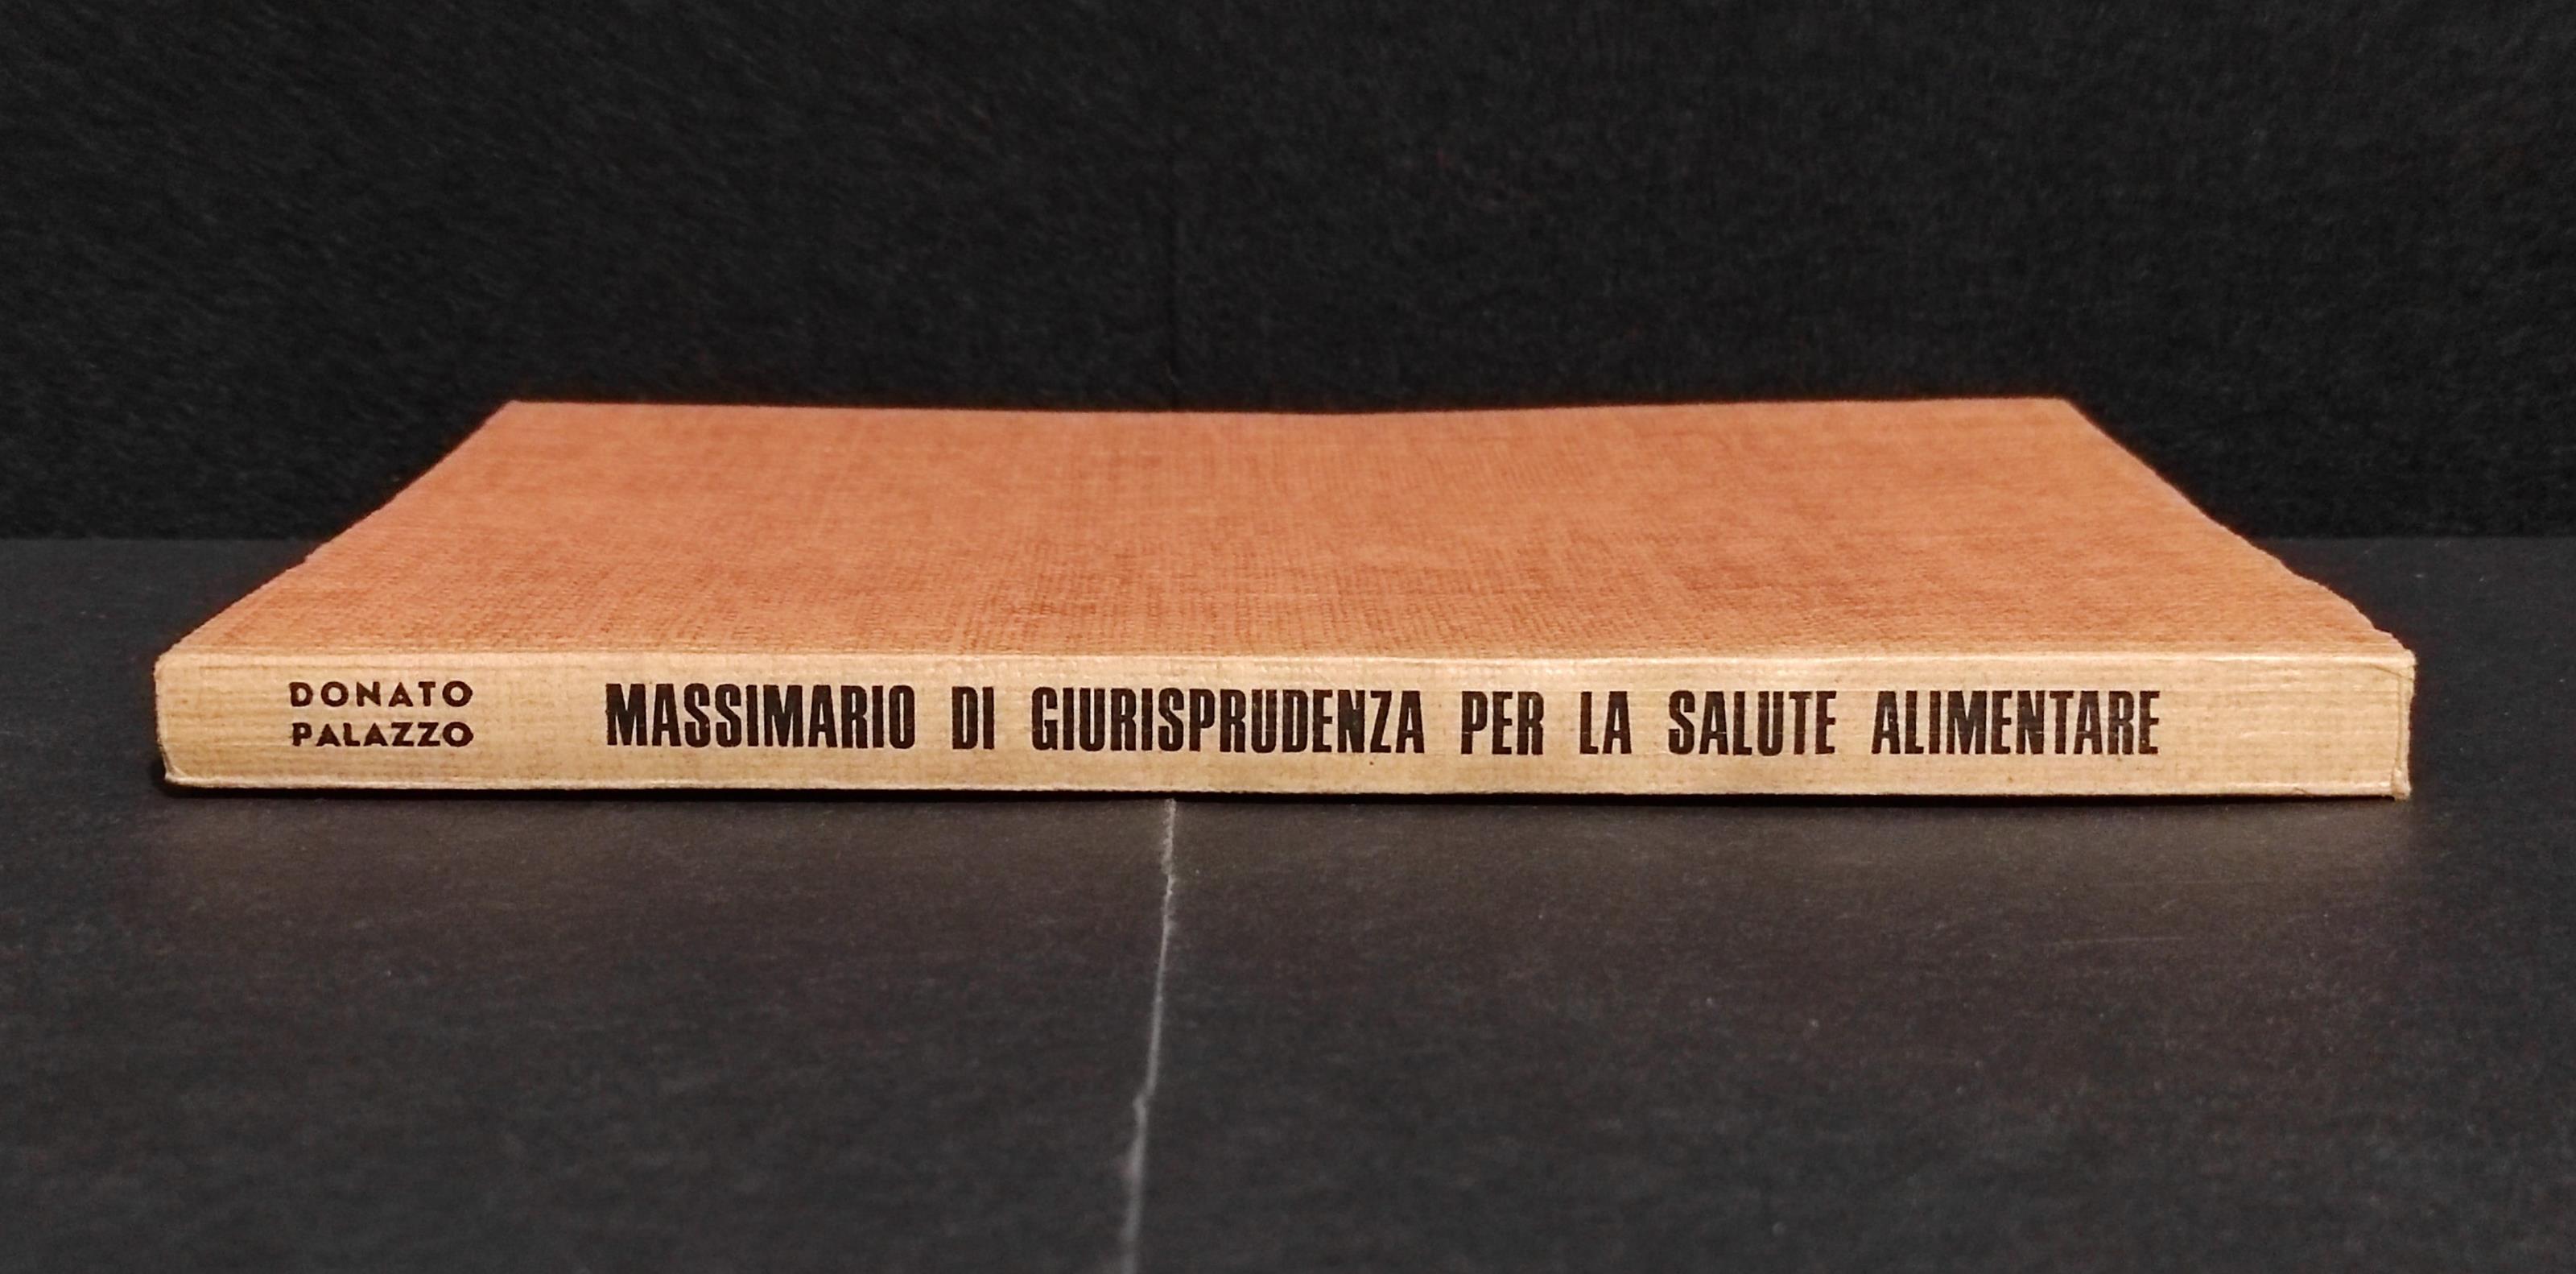 DONATO
PALAZZO
MASSIMARIO DI GIURISPRUDENZA PER LA SALUTE ALIMENTARE